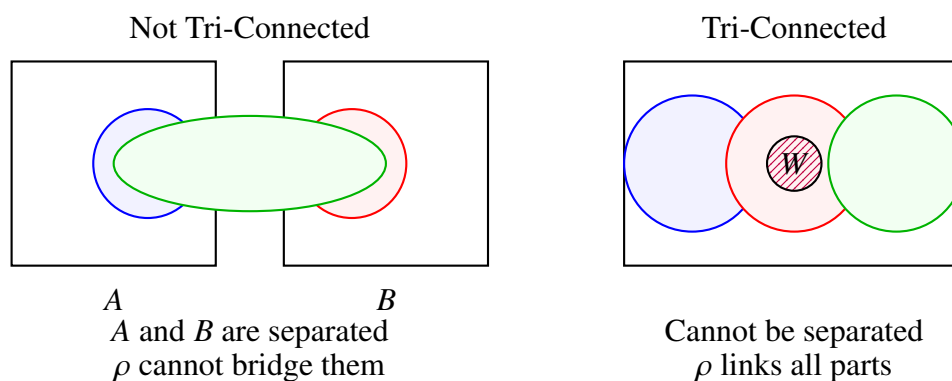 Not Tri-Connected
A
B
A and B are separated
ρ cannot bridge them
Tri-Connected
W
Cannot be separated
ρ links all parts